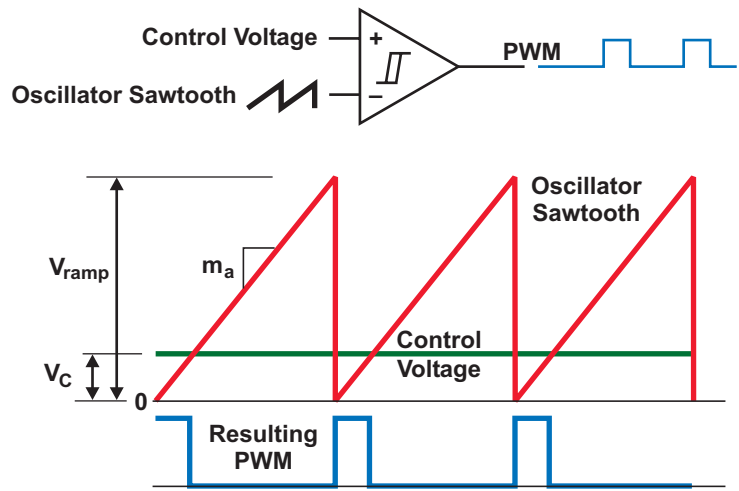 Control Voltage
+
PWM
Oscillator Sawtooth
−
Oscillator
Sawtooth
Vramp
ma
Control
Voltage
VC
0
Resulting
PWM